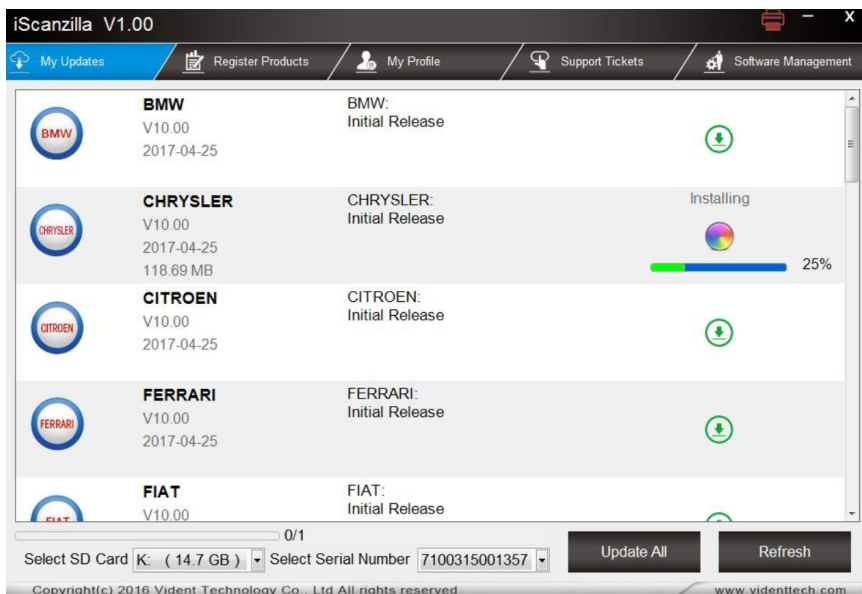 iScanzilla V1.00
My Updates
Register Products
My Profile
Support Tickets
Software Management
BMW
BMW
V10.00
2017-04-25
BMW:
Initial Release
CHRYSLER
CHRYSLER
V10.00
2017-04-25
118.69 MB
CHRYSLER:
Initial Release
Installing
25%
CITROEN
CITROEN
V10.00
2017-04-25
CITROEN:
Initial Release
FERRARI
FERRARI
V10.00
2017-04-25
FERRARI:
Initial Release
FIAT
FIAT
V10.00
FIAT:
Initial Release
0/1
Select SD Card K: ( 14.7 GB ) Select Serial Number 7100315001357
Update All
Refresh
Copyright(c) 2016 Vident Technology Co., Ltd All rights reserved
www.videnttech.com